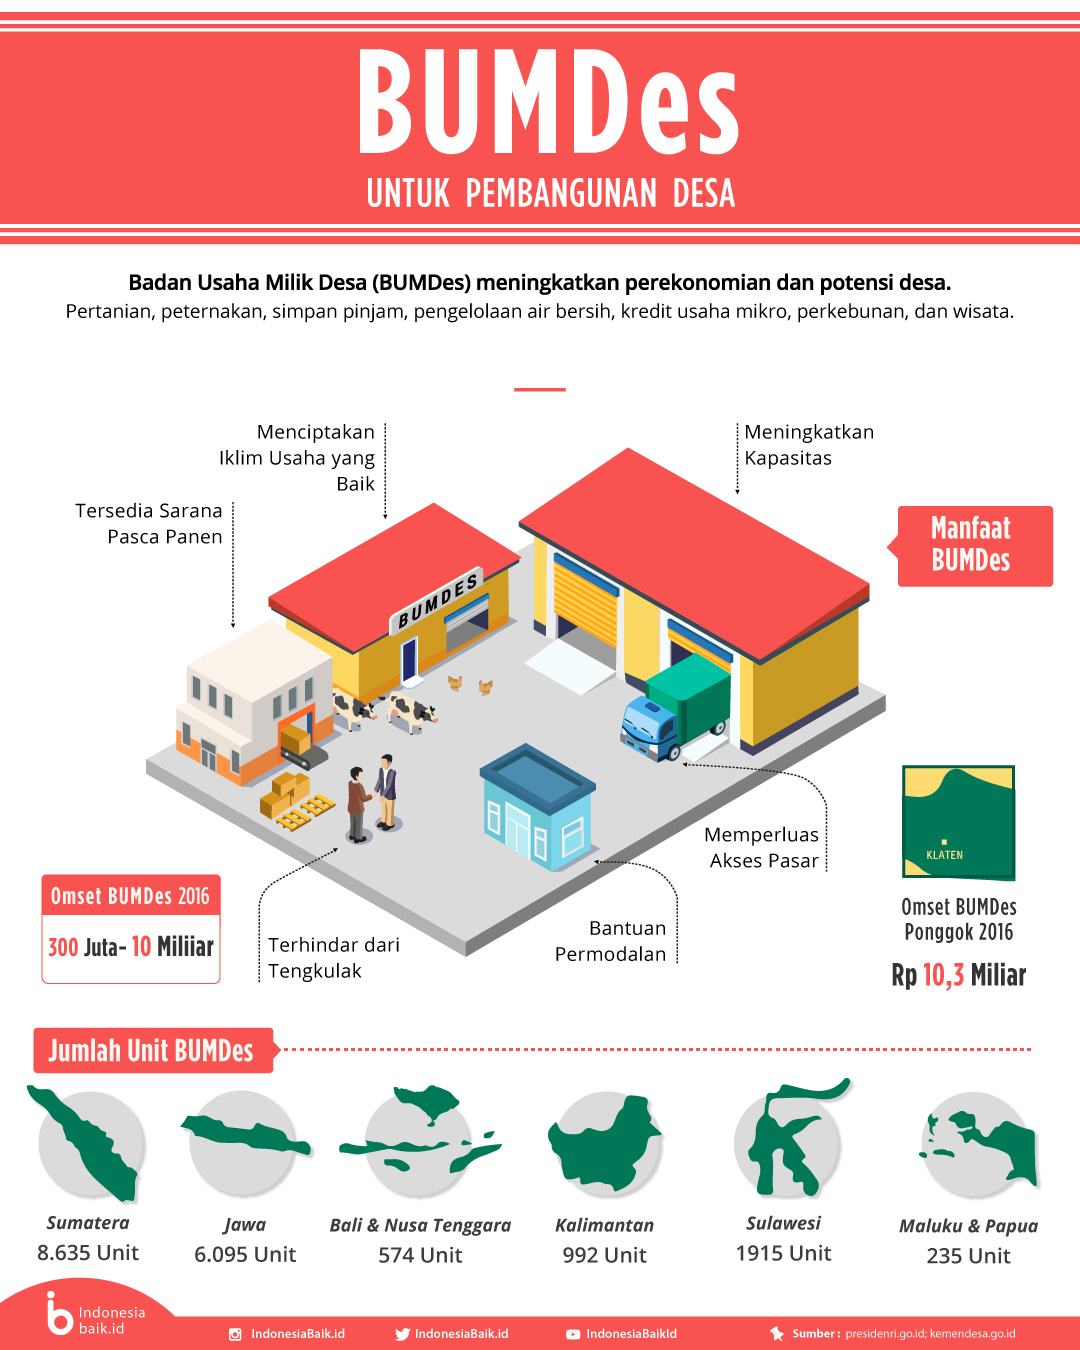 BUMDes
UNTUK PEMBANGUNAN DESA
Badan Usaha Milik Desa (BUMDes) meningkatkan perekonomian dan potensi desa.
Pertanian, peternakan, simpan pinjam, pengelolaan air bersih, kredit usaha mikro, perkebunan, dan wisata.
Menciptakan
Iklim Usaha yang
Baik
Meningkatkan
Kapasitas
Tersedia Sarana
Pasca Panen
Manfaat
BUMDes
BUMDES
Memperluas
Akses Pasar
KLATEN
Omset BUMDes
Ponggok 2016
Rp 10,3 Miliar
Omset BUMDes 2016
300 Juta- 10 Miliiar
Terhindar dari
Tengkulak
Bantuan
Permodalan
Jumlah Unit BUMDes
Sumatera
8.635 Unit
Jawa
6.095 Unit
Bali & Nusa Tenggara
574 Unit
Kalimantan
992 Unit
Sulawesi
1915 Unit
Maluku & Papua
235 Unit
Indonesia
baik.id
IndonesiaBaik.id
IndonesiaBaik.id
IndonesiaBaikId
Sumber : presidenri.go.id; kemendesa.go.id